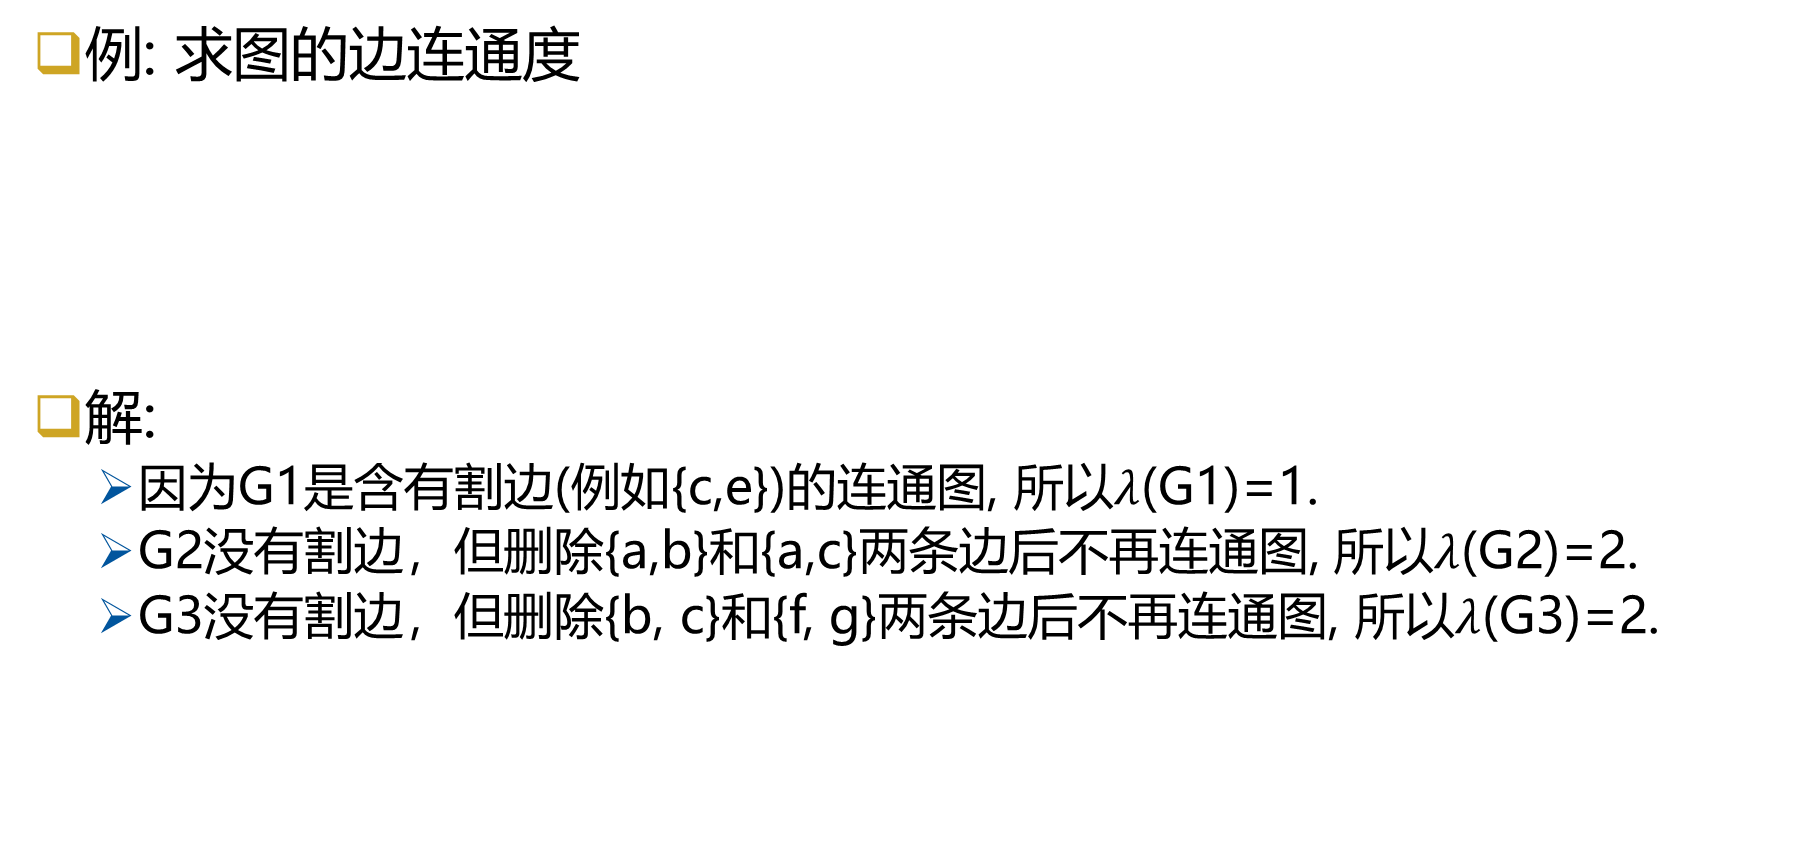 例: 求图的边连通度
解:
因为G1是含有割边(例如{c,e})的连通图, 所以λ(G1)=1.
G2没有割边，但删除{a,b}和{a,c}两条边后不再连通图, 所以λ(G2)=2.
G3没有割边，但删除{b, c}和{f, g}两条边后不再连通图, 所以λ(G3)=2.